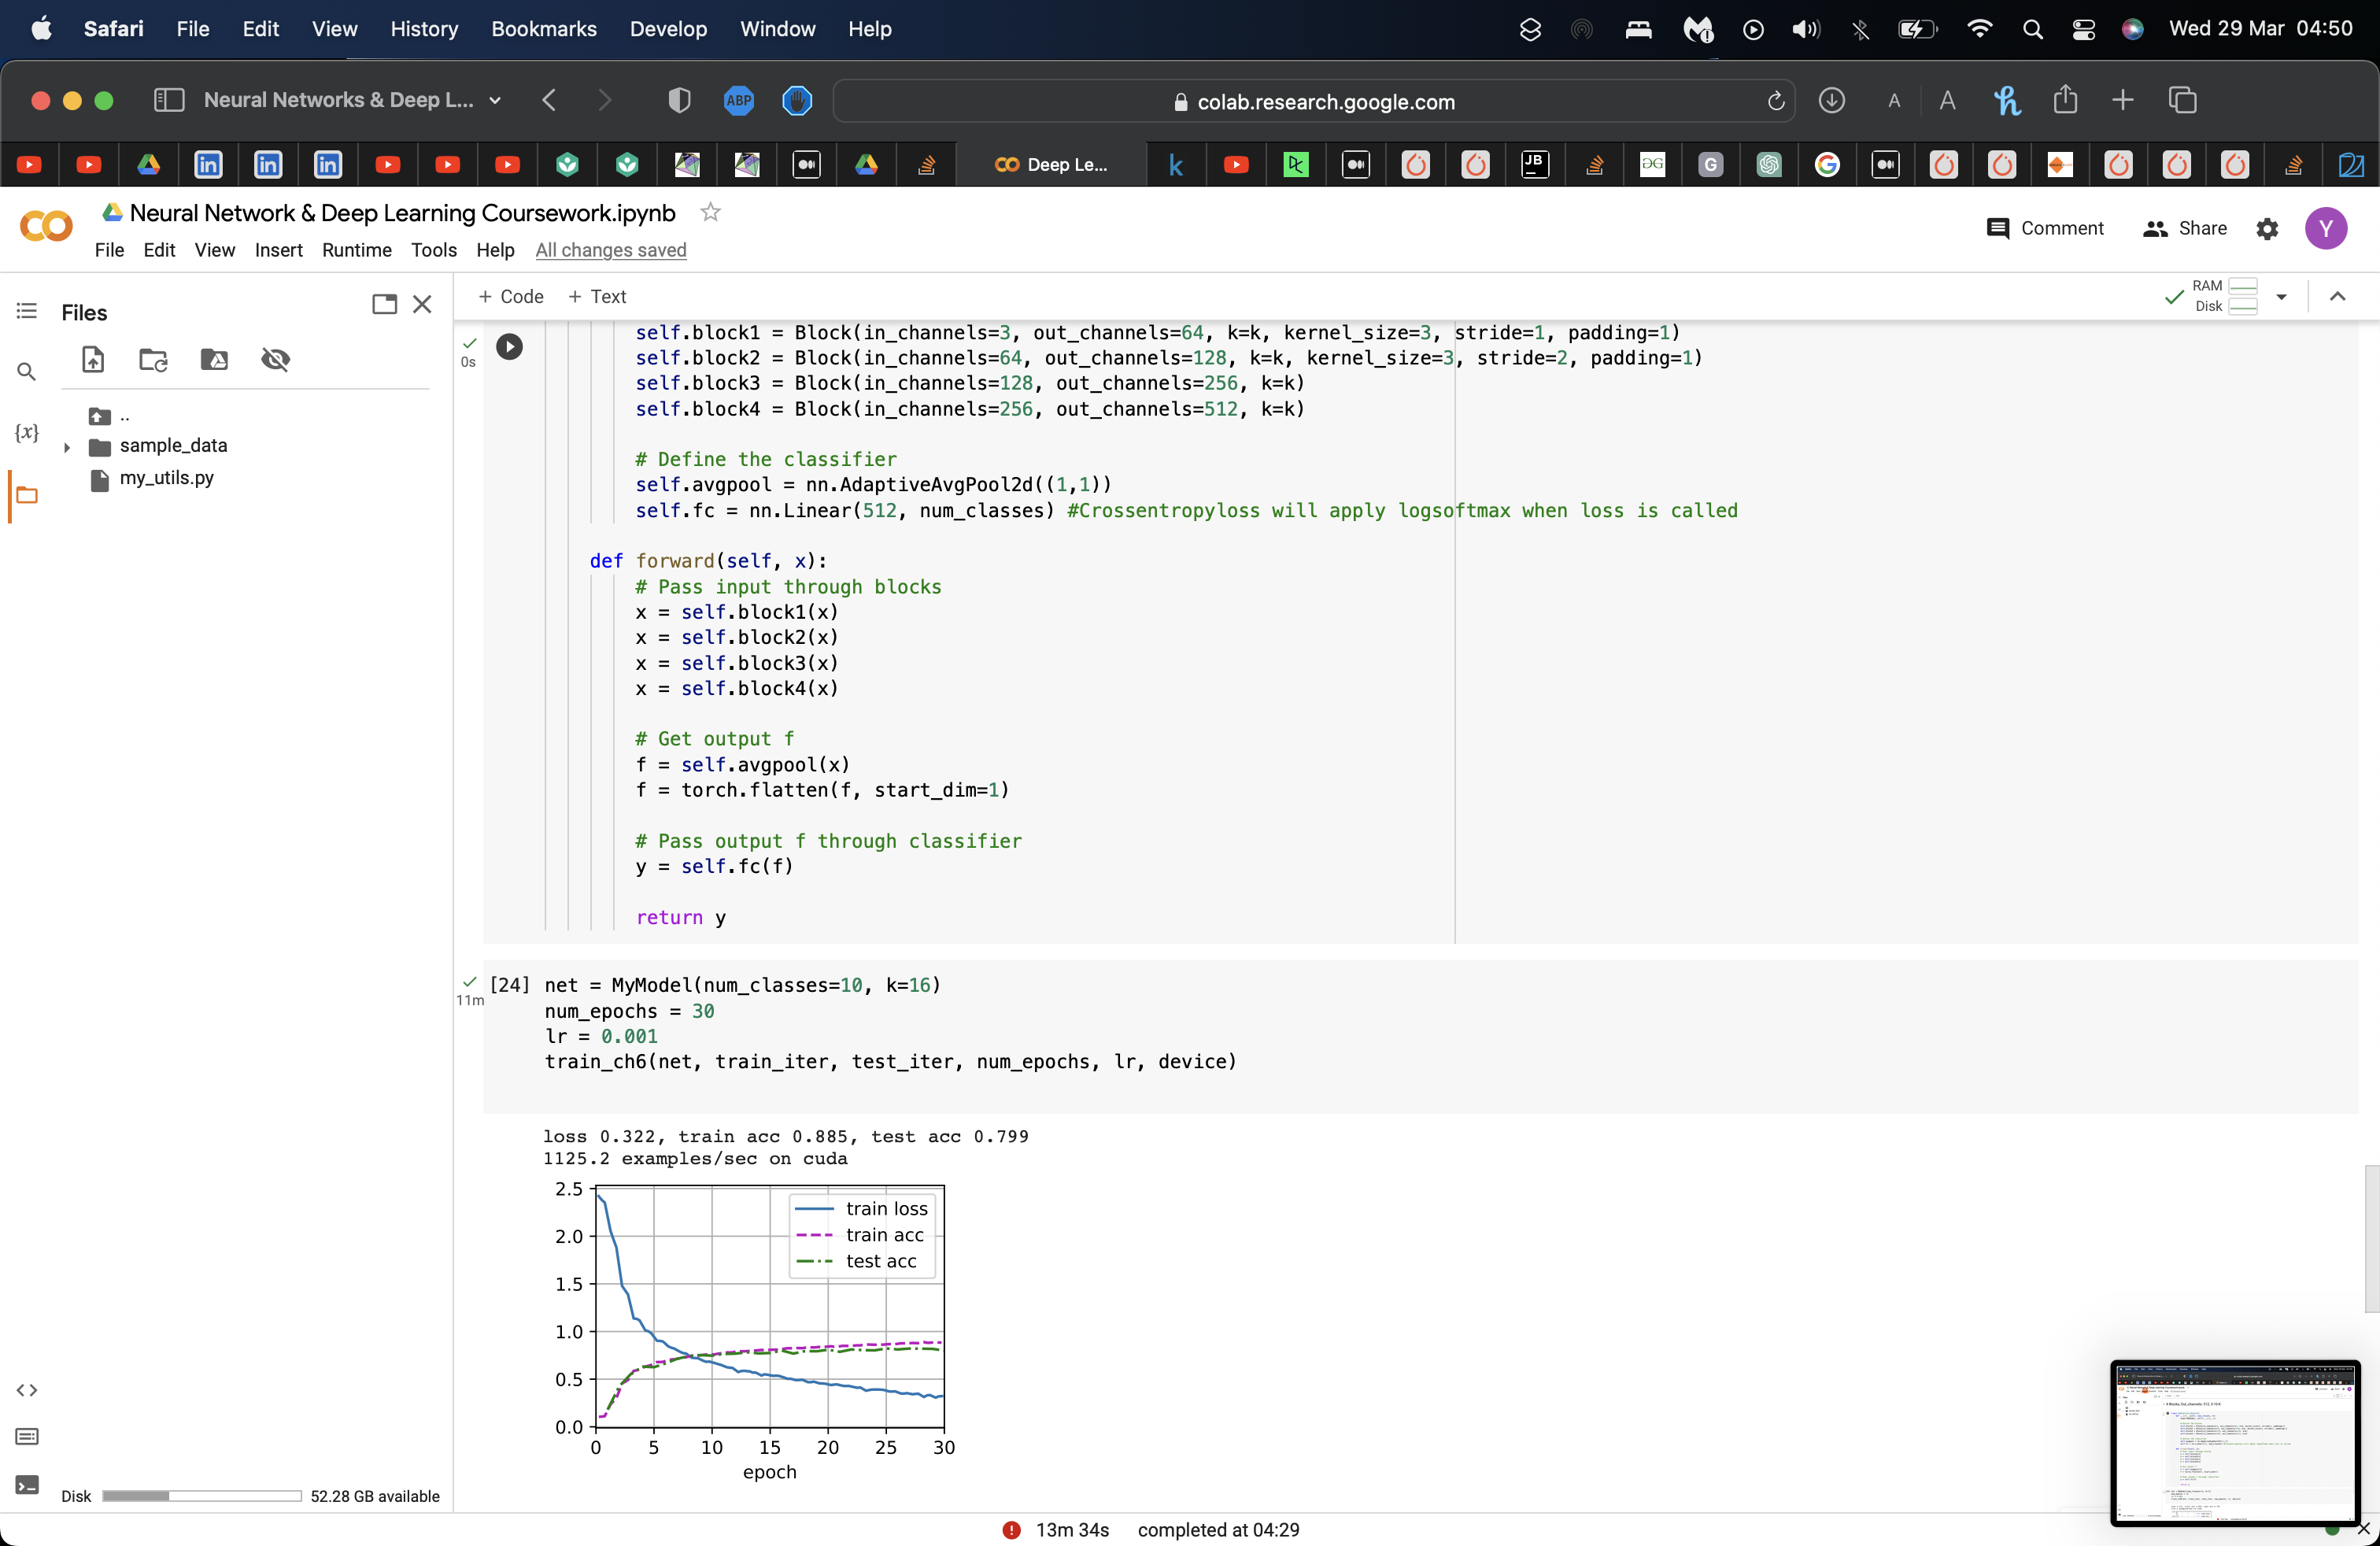 Safari File Edit View History Bookmarks Develop Window Help Wed 29 Mar 04:50
Neural Networks & Deep L... ABP colab.research.google.com A A
in in in Deep Le... k JB G
Neural Network & Deep Learning Coursework.ipynb
File Edit View Insert Runtime Tools Help All changes saved
Comment Share Y
Files
+ Code + Text
RAM
Disk
..
sample_data
my_utils.py
{x}
0s
self.block1 = Block(in_channels=3, out_channels=64, k=k, kernel_size=3, stride=1, padding=1)
self.block2 = Block(in_channels=64, out_channels=128, k=k, kernel_size=3, stride=2, padding=1)
self.block3 = Block(in_channels=128, out_channels=256, k=k)
self.block4 = Block(in_channels=256, out_channels=512, k=k)
# Define the classifier
self.avgpool = nn.AdaptiveAvgPool2d((1,1))
self.fc = nn.Linear(512, num_classes) #Crossentropyloss will apply logsoftmax when loss is called
def forward(self, x):
# Pass input through blocks
x = self.block1(x)
x = self.block2(x)
x = self.block3(x)
x = self.block4(x)
# Get output f
f = self.avgpool(x)
f = torch.flatten(f, start_dim=1)
# Pass output f through classifier
y = self.fc(f)
return y
11m
[24] net = MyModel(num_classes=10, k=16)
num_epochs = 30
lr = 0.001
train_ch6(net, train_iter, test_iter, num_epochs, lr, device)
loss 0.322, train acc 0.885, test acc 0.799
1125.2 examples/sec on cuda
2.5
2.0
1.5
1.0
0.5
0.0
train loss
train acc
test acc
0 5 10 15 20 25 30
epoch
Disk 52.28 GB available
13m 34s completed at 04:29